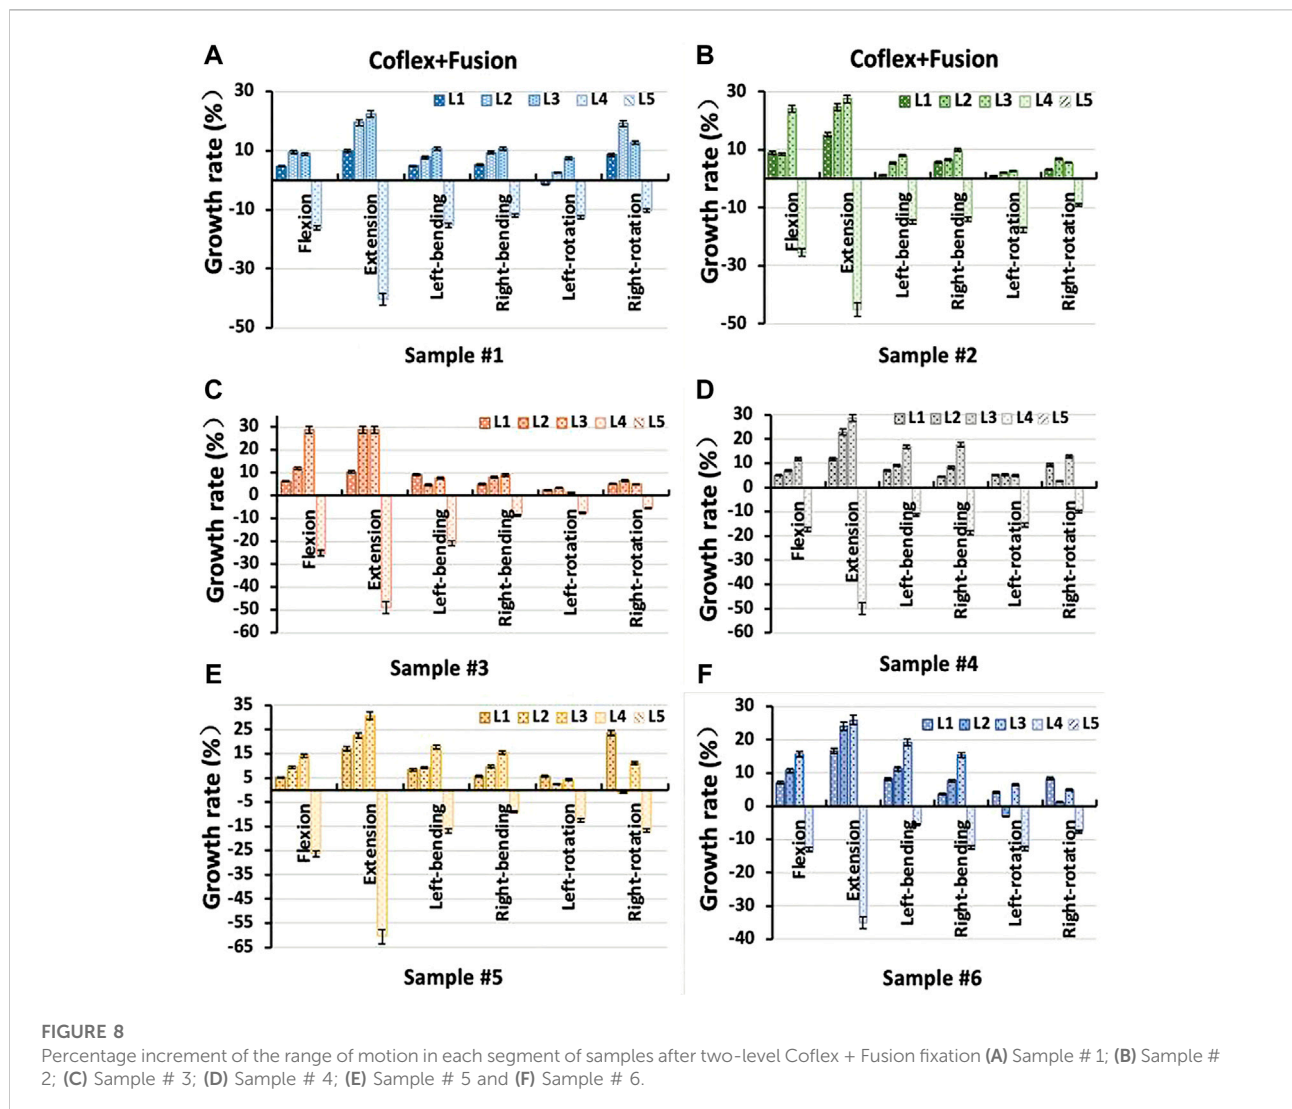 A
Coflex+Fusion
Growth rate (%)
30
10
-10
-30
-50
L1 L2 L3 L4 L5
Flexion
Extension
Left-bending
Right-bending
Left-rotation
Right-rotation
Sample #1
B
Coflex+Fusion
Growth rate (%)
30
10
-10
-30
-50
L1 L2 L3 L4 L5
Flexion
Extension
Left-bending
Right-bending
Left-rotation
Right-rotation
Sample #2
C
Growth rate (%)
30
20
10
0
-10
-20
-30
-40
-50
-60
L1 L2 L3 L4 L5
Flexion
Extension
Left-bending
Right-bending
Left-rotation
Right-rotation
Sample #3
D
Growth rate (%)
30
20
10
0
-10
-20
-30
-40
-50
-60
L1 L2 L3 L4 L5
Flexion
Extension
Left-bending
Right-bending
Left-rotation
Right-rotation
Sample #4
E
Growth rate (%)
35
25
15
5
-5
-15
-25
-35
-45
-55
-65
L1 L2 L3 L4 L5
Flexion
Extension
Left-bending
Right-bending
Left-rotation
Right-rotation
Sample #5
F
Growth rate (%)
30
20
10
0
-10
-20
-30
-40
L1 L2 L3 L4 L5
Flexion
Extension
Left-bending
Right-bending
Left-rotation
Right-rotation
Sample #6
FIGURE 8
Percentage increment of the range of motion in each segment of samples after two-level Coflex + Fusion fixation (A) Sample # 1; (B) Sample #
2; (C) Sample # 3; (D) Sample # 4; (E) Sample # 5 and (F) Sample # 6.